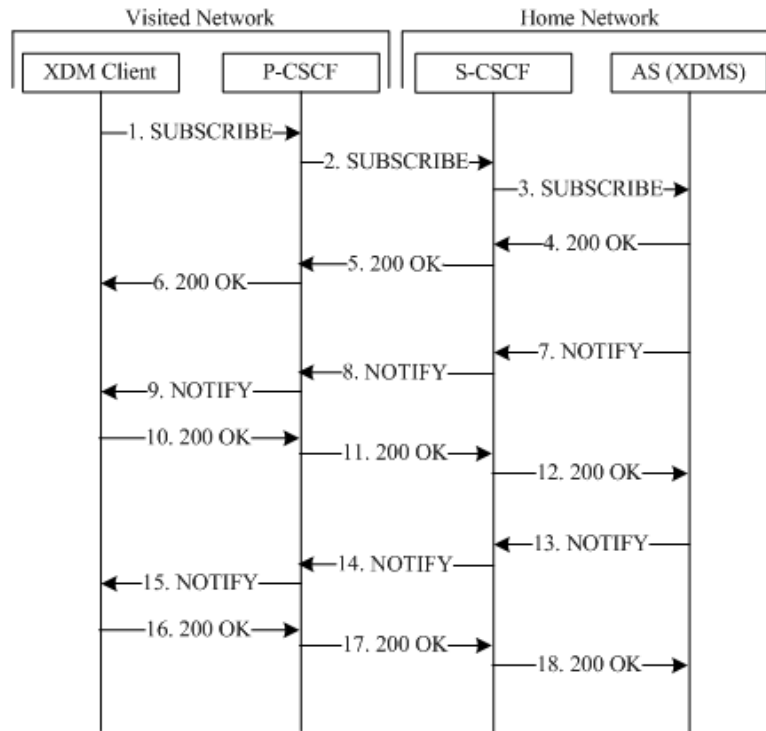 Visited Network
Home Network
XDM Client
P-CSCF
S-CSCF
AS (XDMS)
1. SUBSCRIBE
2. SUBSCRIBE
3. SUBSCRIBE
4. 200 OK
5. 200 OK
6. 200 OK
7. NOTIFY
8. NOTIFY
9. NOTIFY
10. 200 OK
11. 200 OK
12. 200 OK
13. NOTIFY
14. NOTIFY
15. NOTIFY
16. 200 OK
17. 200 OK
18. 200 OK